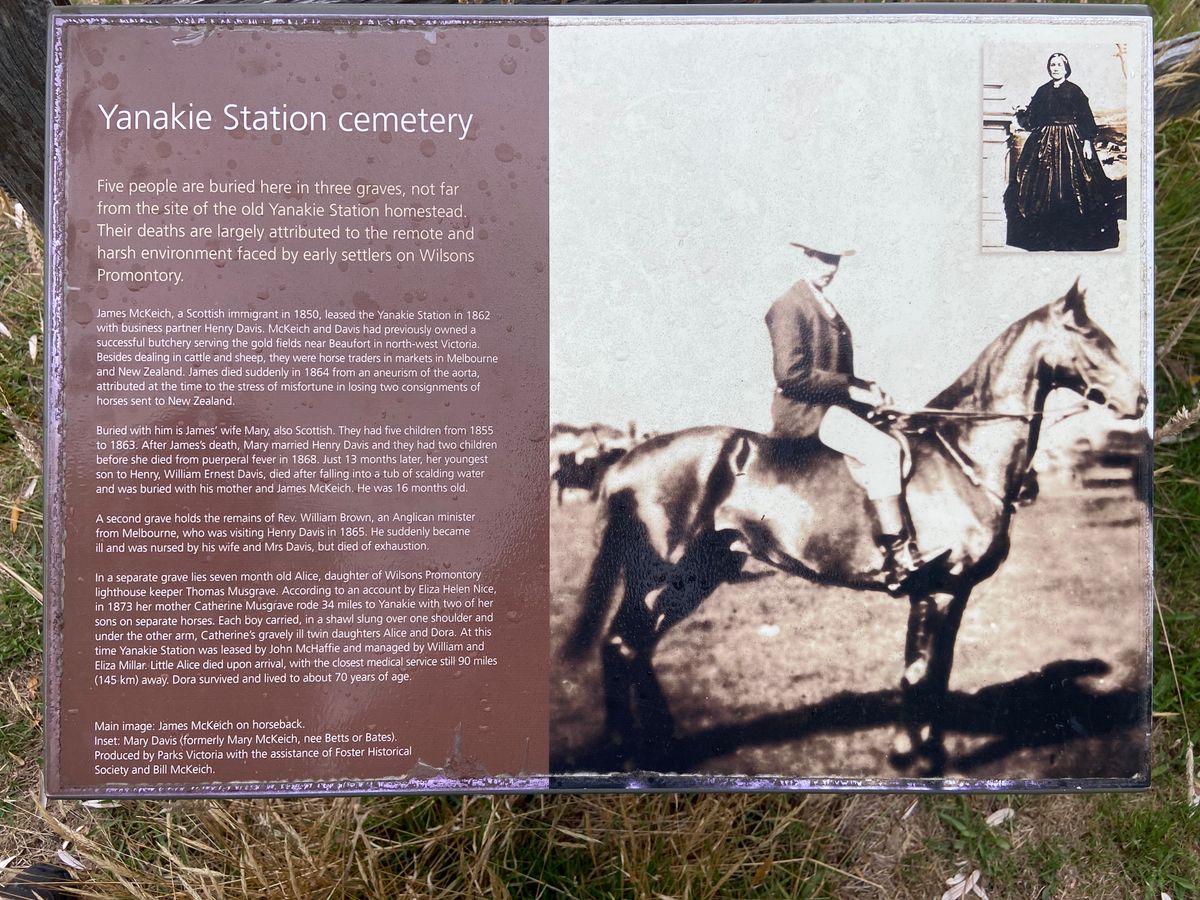 Yanakie Station cemetery
Five people are buried here in three graves, not far
from the site of the old Yanakie Station homestead.
Their deaths are largely attributed to the remote and
harsh environment faced by early settlers on Wilsons
Promontory.
James McKeich, a Scottish immigrant in 1850, leased the Yanakie Station in 1862
with business partner Henry Davis. McKeich and Davis had previously owned a
successful butchery serving the gold fields near Beaufort in north-west Victoria.
Besides dealing in cattle and sheep, they were horse traders in markets in Melbourne
and New Zealand. James died suddenly in 1864 from an aneurism of the aorta,
attributed at the time to the stress of misfortune in losing two consignments of
horses sent to New Zealand.
Buried with him is James' wife Mary, also Scottish. They had five children from 1855
to 1863. After James's death, Mary married Henry Davis and they had two children
before she died from puerperal fever in 1868. Just 13 months later, her youngest
son to Henry, William Ernest Davis, died after falling into a tub of scalding water
and was buried with his mother and James McKeich. He was 16 months old.
A second grave holds the remains of Rev. William Brown, an Anglican minister
from Melbourne, who was visiting Henry Davis in 1865. He suddenly became
ill and was nursed by his wife and Mrs Davis, but died of exhaustion.
In a separate grave lies seven month old Alice, daughter of Wilsons Promontory
lighthouse keeper Thomas Musgrave. According to an account by Eliza Helen Nice,
in 1873 her mother Catherine Musgrave rode 34 miles to Yanakie with two of her
sons on separate horses. Each boy carried, in a shawl slung over one shoulder and
under the other arm, Catherine's gravely ill twin daughters Alice and Dora. At this
time Yanakie Station was leased by John McHaffie and managed by William and
Eliza Millar. Little Alice died upon arrival, with the closest medical service still 90 miles
(145 km) away. Dora survived and lived to about 70 years of age.
Main image: James McKeich on horseback.
Inset: Mary Davis (formerly Mary McKeich, nee Betts or Bates).
Produced by Parks Victoria with the assistance of Foster Historical
Society and Bill McKeich.